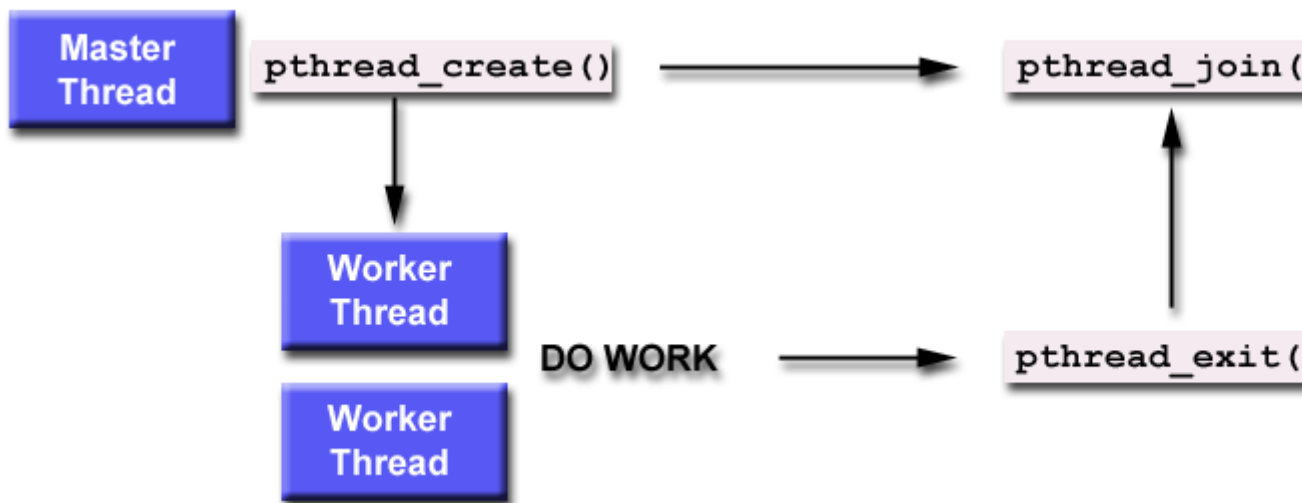 Master
Thread
pthread_create()
pthread_join(
Worker
Thread
DO WORK
pthread_exit(
Worker
Thread